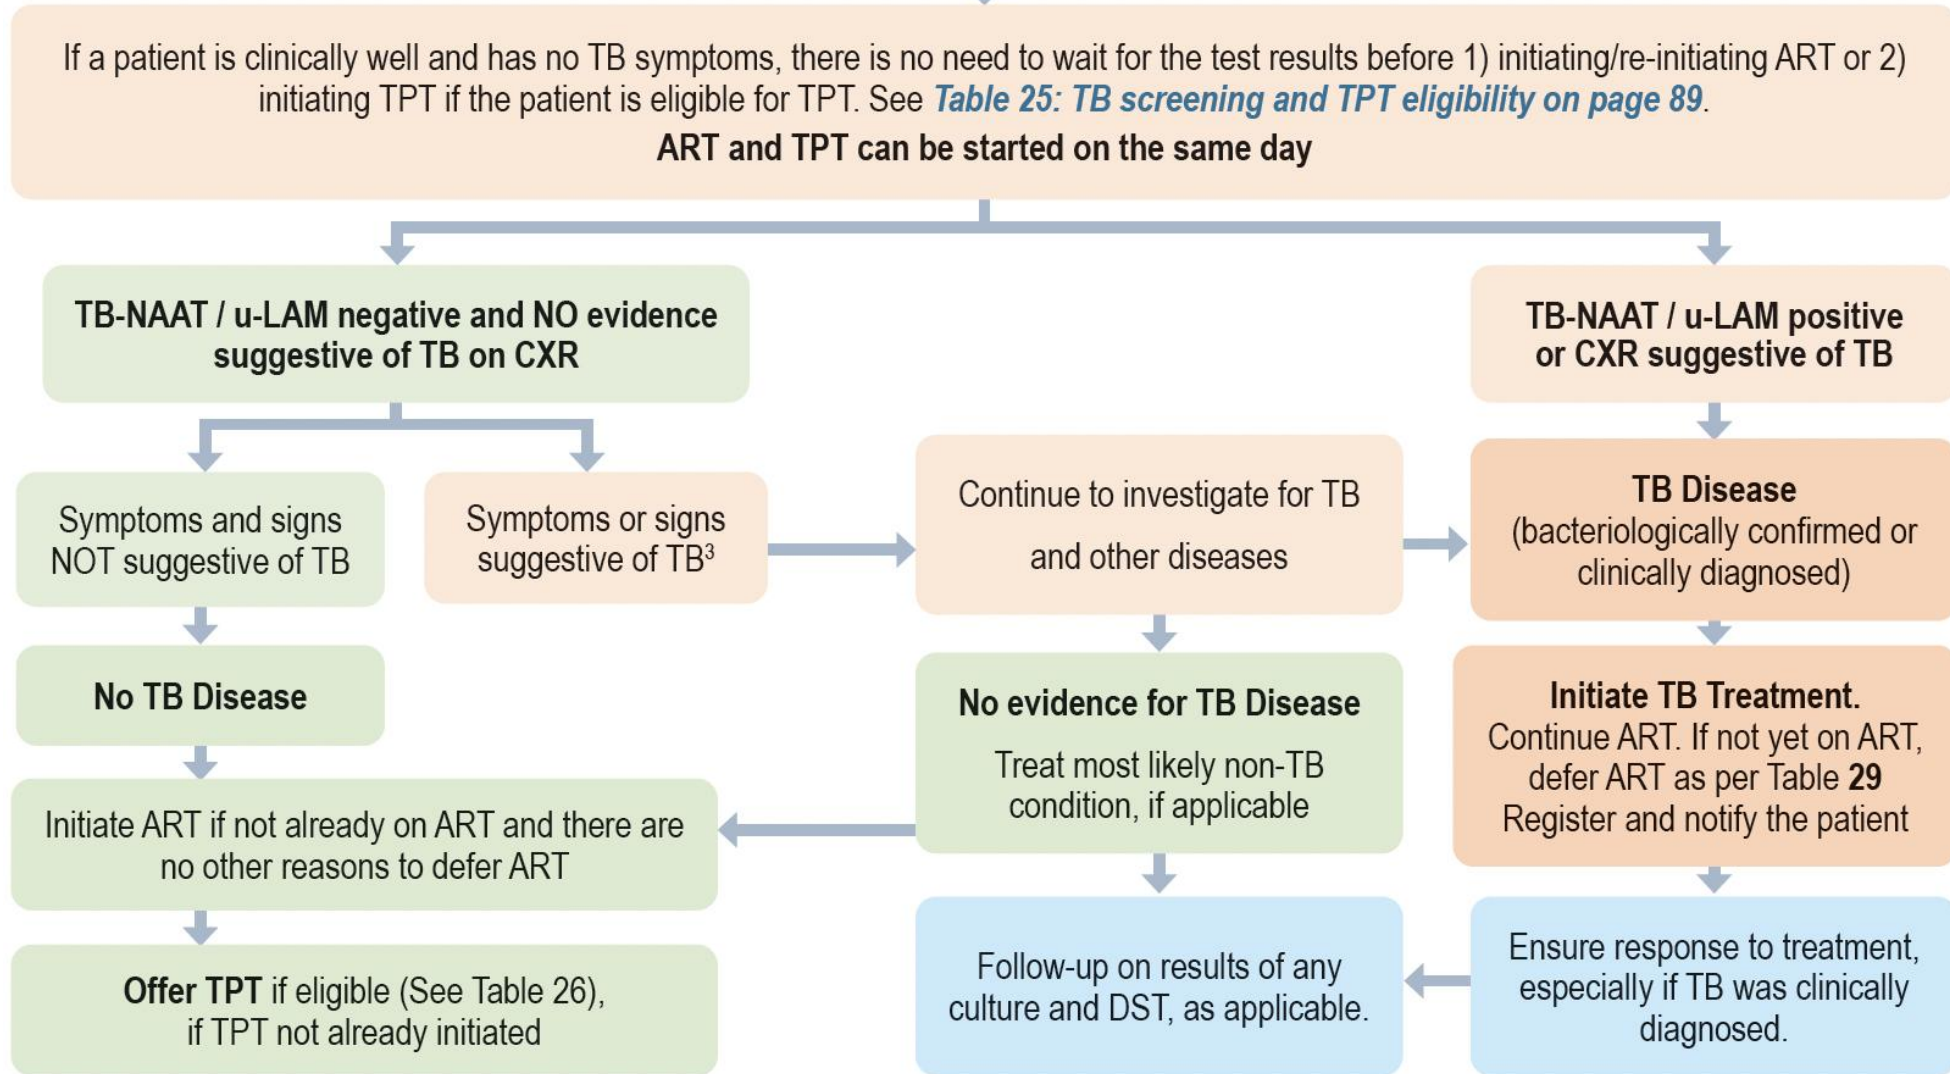 If a patient is clinically well and has no TB symptoms, there is no need to wait for the test results before 1) initiating/re-initiating ART or 2)
initiating TPT if the patient is eligible for TPT. See Table 25: TB screening and TPT eligibility on page 89.
ART and TPT can be started on the same day
TB-NAAT / u-LAM negative and NO evidence
suggestive of TB on CXR
TB-NAAT / u-LAM positive
or CXR suggestive of TB
Symptoms and signs
NOT suggestive of TB
Symptoms or signs
suggestive of TB³
Continue to investigate for TB
and other diseases
TB Disease
(bacteriologically confirmed or
clinically diagnosed)
No TB Disease
No evidence for TB Disease
Treat most likely non-TB
condition, if applicable
Initiate TB Treatment.
Continue ART. If not yet on ART,
defer ART as per Table 29
Register and notify the patient
Initiate ART if not already on ART and there are
no other reasons to defer ART
Offer TPT if eligible (See Table 26),
if TPT not already initiated
Follow-up on results of any
culture and DST, as applicable.
Ensure response to treatment,
especially if TB was clinically
diagnosed.